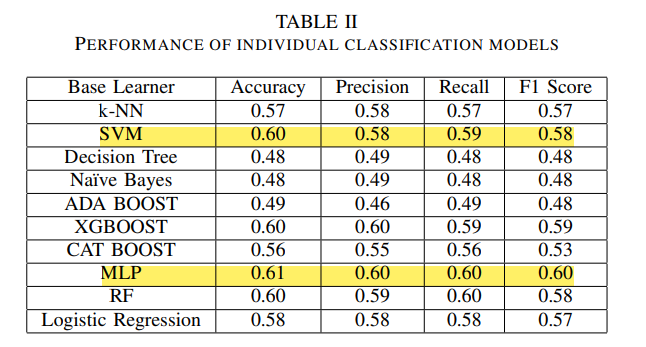 TABLE II
PERFORMANCE OF INDIVIDUAL CLASSIFICATION MODELS
Base Learner Accuracy Precision Recall F1 Score
k-NN 0.57 0.58 0.57 0.57
SVM 0.60 0.58 0.59 0.58
Decision Tree 0.48 0.49 0.48 0.48
Naïve Bayes 0.48 0.49 0.48 0.48
ADA BOOST 0.49 0.46 0.49 0.48
XGBOOST 0.60 0.60 0.59 0.59
CAT BOOST 0.56 0.55 0.56 0.53
MLP 0.61 0.60 0.60 0.60
RF 0.60 0.59 0.60 0.58
Logistic Regression 0.58 0.58 0.58 0.57